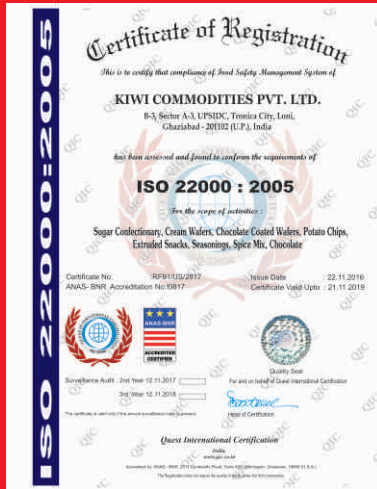 ISO 22000:2005
Certificate of Registration
This is to certify that compliance of Food Safety Management System of
KIWI COMMODITIES PVT. LTD.
B-3, Sector A-3, UPSIDC, Tronica City, Loni,
Ghaziabad - 201102 (U.P.), India
has been assessed and found to conform the requirements of
ISO 22000 : 2005
For the scope of activities :
Sugar Confectionary, Cream Wafers, Chocolate Coated Wafers, Potato Chips,
Extruded Snacks, Seasonings, Spice Mix, Chocolate
Certificate No. :RF91/US/2817 Issue Date : 22.11.2016
ANAS- BNR Accreditation No.:0817 Certificate Valid Upto : 21.11.2019
ANAS-BNR
ACCREDITED
Quality Seal
Surveillance Audit : 2nd Year 12.11.2017 For and on behalf of Quest International Certification
3rd Year 12.11.2018
Head of Certification
Quest International Certification
India
www.qic.co.in